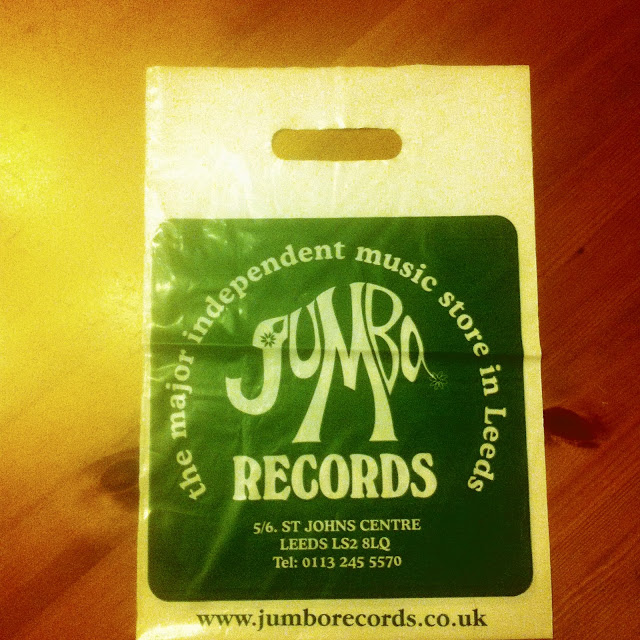 the major independent music store in Leeds
JUMBO
RECORDS
5/6. ST JOHNS CENTRE
LEEDS LS2 8LQ
Tel: 0113 245 5570
www.jumborecords.co.uk